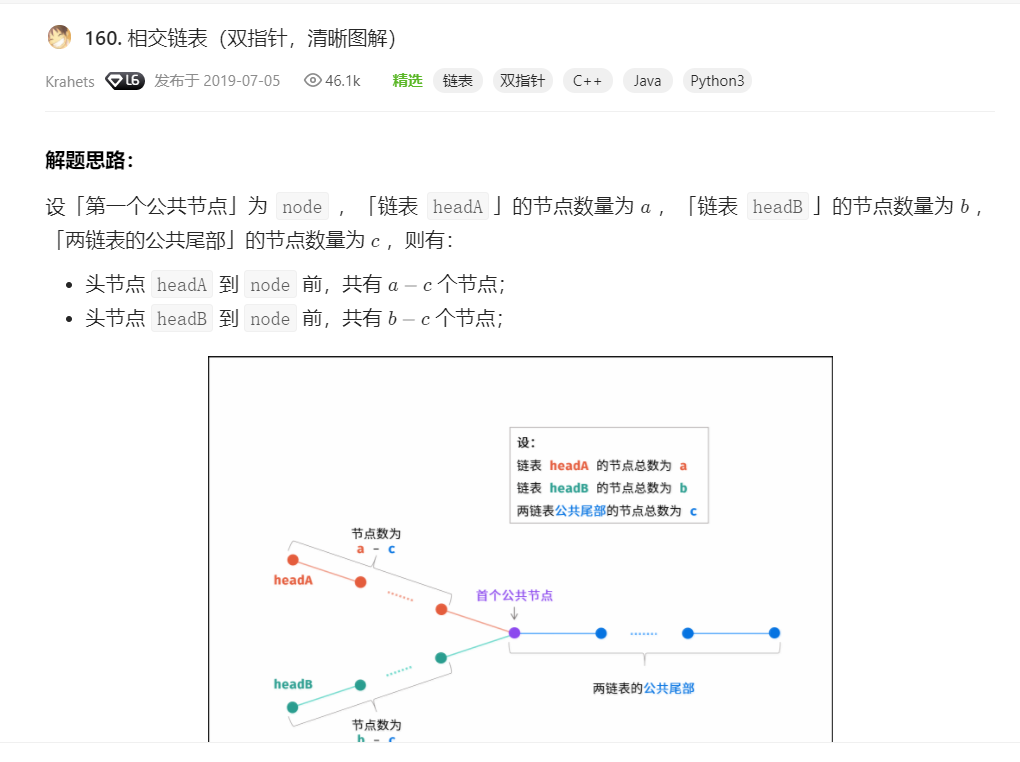 160. 相交链表（双指针，清晰图解）
Krahets L6 发布于 2019-07-05 46.1k 精选 链表 双指针 C++ Java Python3
解题思路：
设「第一个公共节点」为 node ，「链表 headA 」的节点数量为 a ，「链表 headB 」的节点数量为 b ，
「两链表的公共尾部」的节点数量为 c ，则有：
• 头节点 headA 到 node 前，共有 a − c 个节点；
• 头节点 headB 到 node 前，共有 b − c 个节点；
设：
链表 headA 的节点总数为 a
链表 headB 的节点总数为 b
两链表公共尾部的节点总数为 c
节点数为
a - c
headA
首个公共节点
headB
两链表的公共尾部
节点数为
b - c